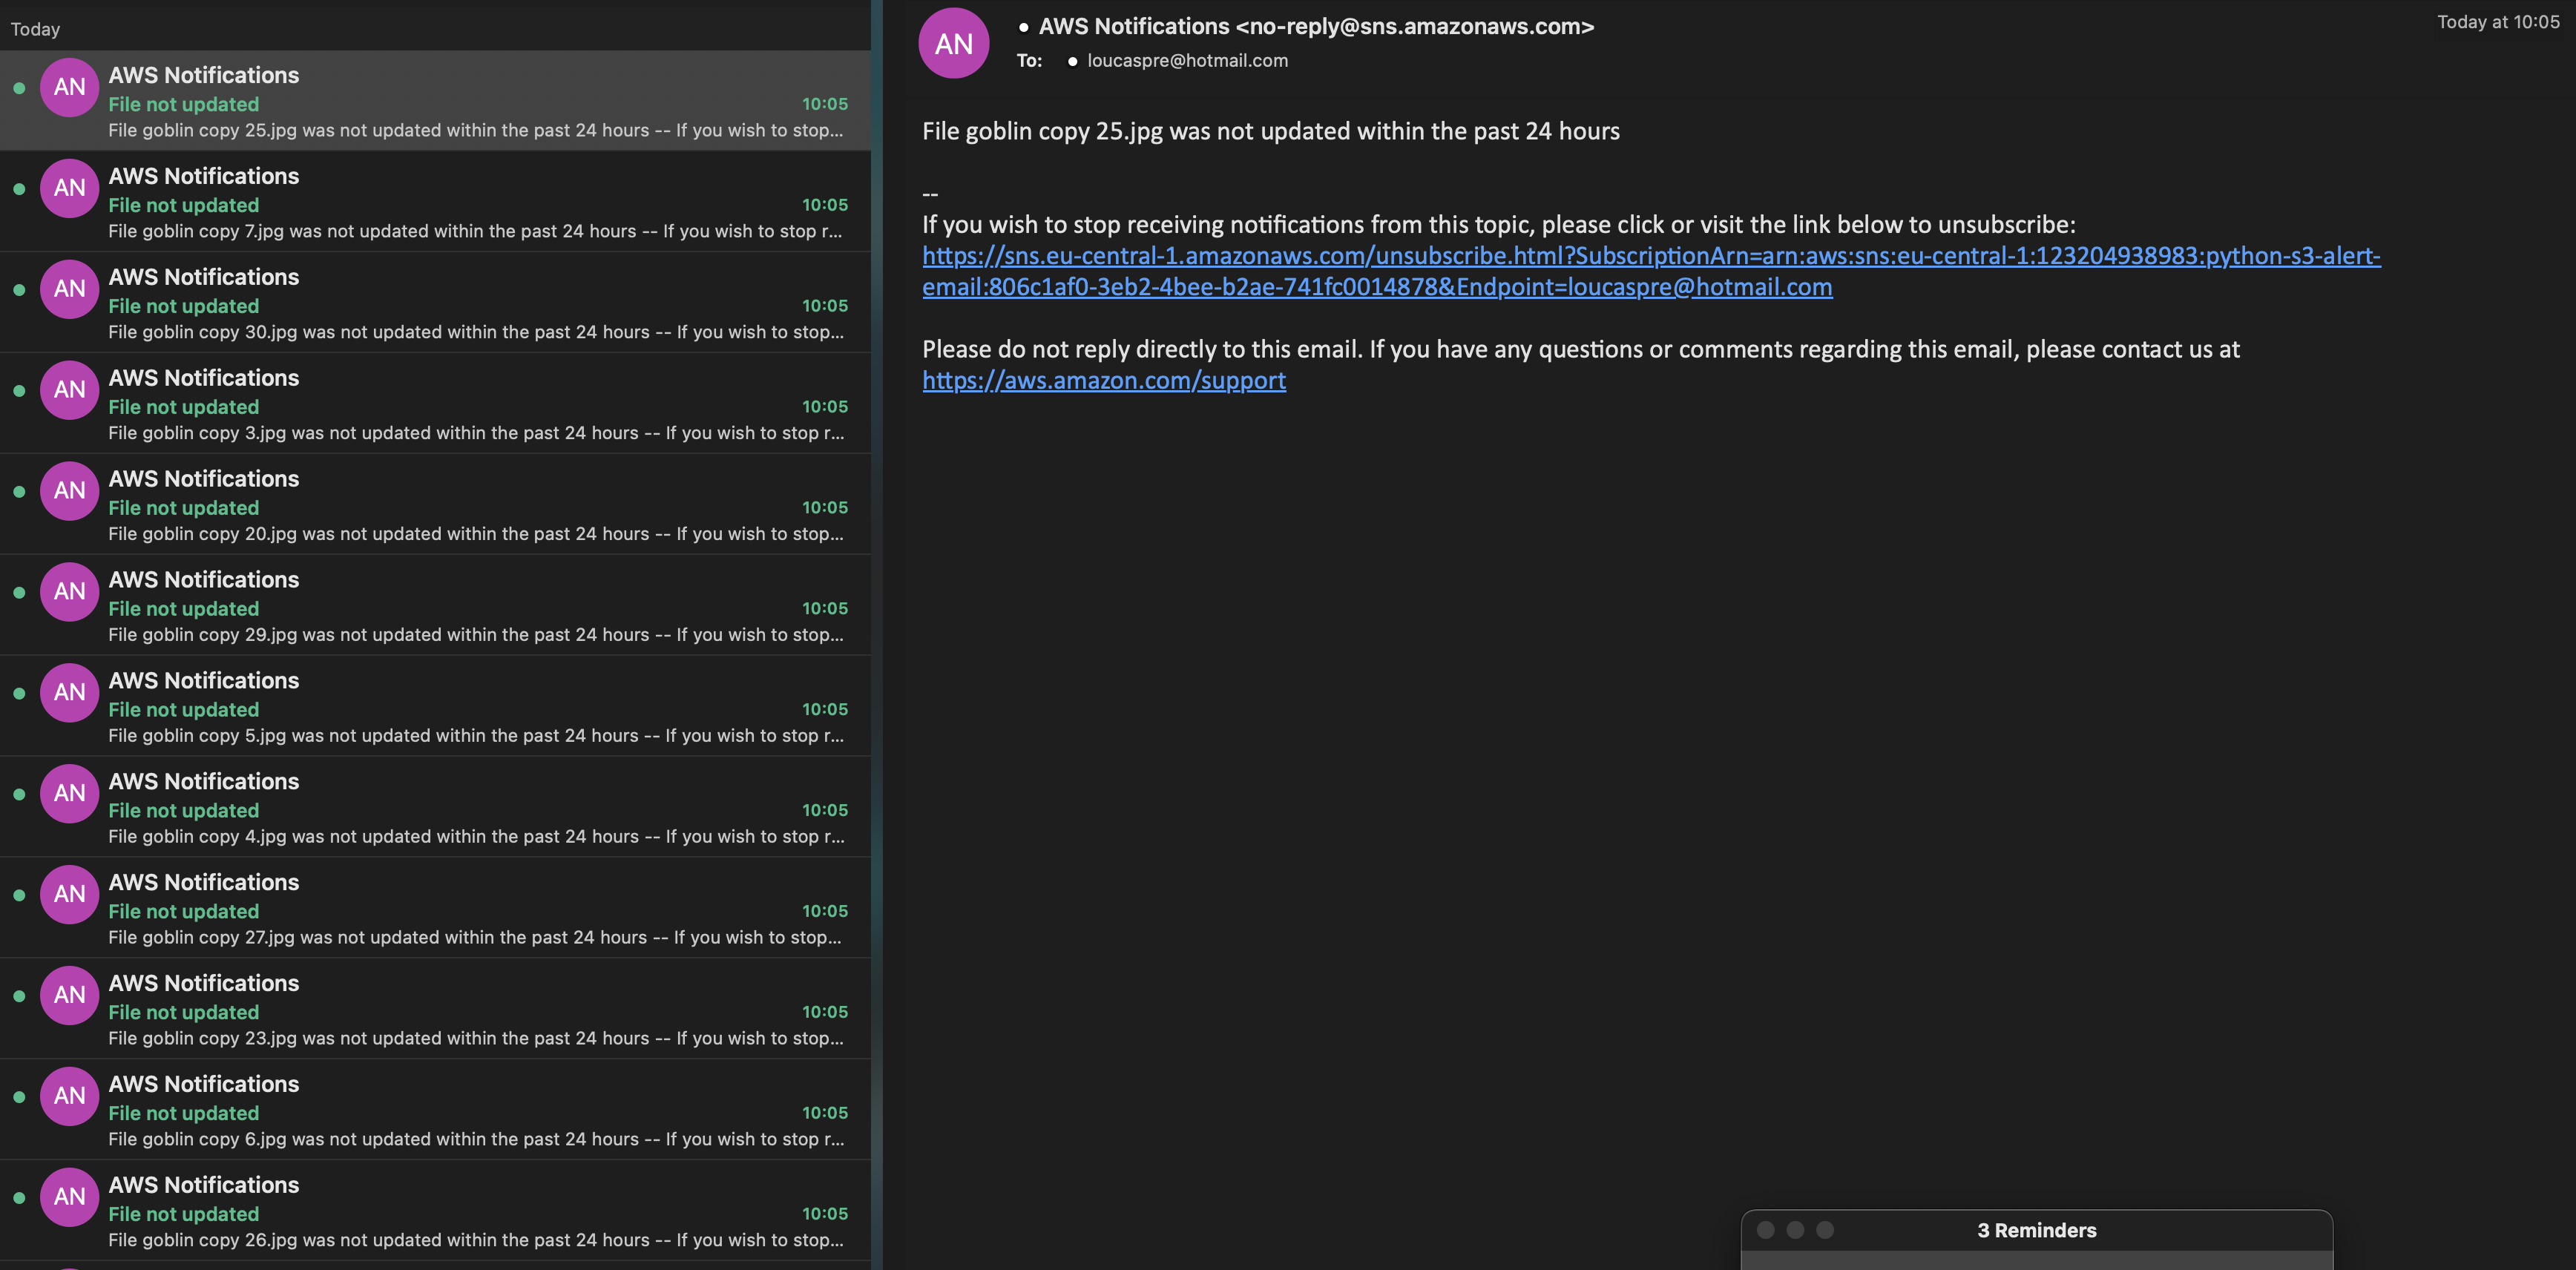 Today
AN
AWS Notifications
File not updated
10:05
File goblin copy 25.jpg was not updated within the past 24 hours -- If you wish to stop...
AN
AWS Notifications
File not updated
10:05
File goblin copy 7.jpg was not updated within the past 24 hours -- If you wish to stop r...
AN
AWS Notifications
File not updated
10:05
File goblin copy 30.jpg was not updated within the past 24 hours -- If you wish to stop...
AN
AWS Notifications
File not updated
10:05
File goblin copy 3.jpg was not updated within the past 24 hours -- If you wish to stop r...
AN
AWS Notifications
File not updated
10:05
File goblin copy 20.jpg was not updated within the past 24 hours -- If you wish to stop...
AN
AWS Notifications
File not updated
10:05
File goblin copy 29.jpg was not updated within the past 24 hours -- If you wish to stop...
AN
AWS Notifications
File not updated
10:05
File goblin copy 5.jpg was not updated within the past 24 hours -- If you wish to stop r...
AN
AWS Notifications
File not updated
10:05
File goblin copy 4.jpg was not updated within the past 24 hours -- If you wish to stop r...
AN
AWS Notifications
File not updated
10:05
File goblin copy 27.jpg was not updated within the past 24 hours -- If you wish to stop...
AN
AWS Notifications
File not updated
10:05
File goblin copy 23.jpg was not updated within the past 24 hours -- If you wish to stop...
AN
AWS Notifications
File not updated
10:05
File goblin copy 6.jpg was not updated within the past 24 hours -- If you wish to stop r...
AN
AWS Notifications
File not updated
10:05
File goblin copy 26.jpg was not updated within the past 24 hours -- If you wish to stop...
AN
AWS Notifications <no-reply@sns.amazonaws.com>
Today at 10:05
To: loucaspre@hotmail.com
File goblin copy 25.jpg was not updated within the past 24 hours
--
If you wish to stop receiving notifications from this topic, please click or visit the link below to unsubscribe:
https://sns.eu-central-1.amazonaws.com/unsubscribe.html?SubscriptionArn=arn:aws:sns:eu-central-1:123204938983:python-s3-alert-
email:806c1af0-3eb2-4bee-b2ae-741fc0014878&Endpoint=loucaspre@hotmail.com
Please do not reply directly to this email. If you have any questions or comments regarding this email, please contact us at
https://aws.amazon.com/support
3 Reminders